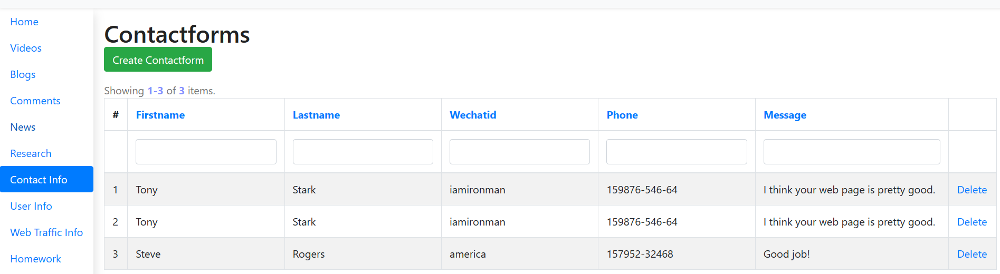 Home
Videos
Blogs
Comments
News
Research
Contact Info
User Info
Web Traffic Info
Homework
Contactforms
Create Contactform
Showing 1-3 of 3 items.
# Firstname Lastname Wechatid Phone Message
1 Tony Stark iamironman 159876-546-64 I think your web page is pretty good. Delete
2 Tony Stark iamironman 159876-546-64 I think your web page is pretty good. Delete
3 Steve Rogers america 157952-32468 Good job! Delete